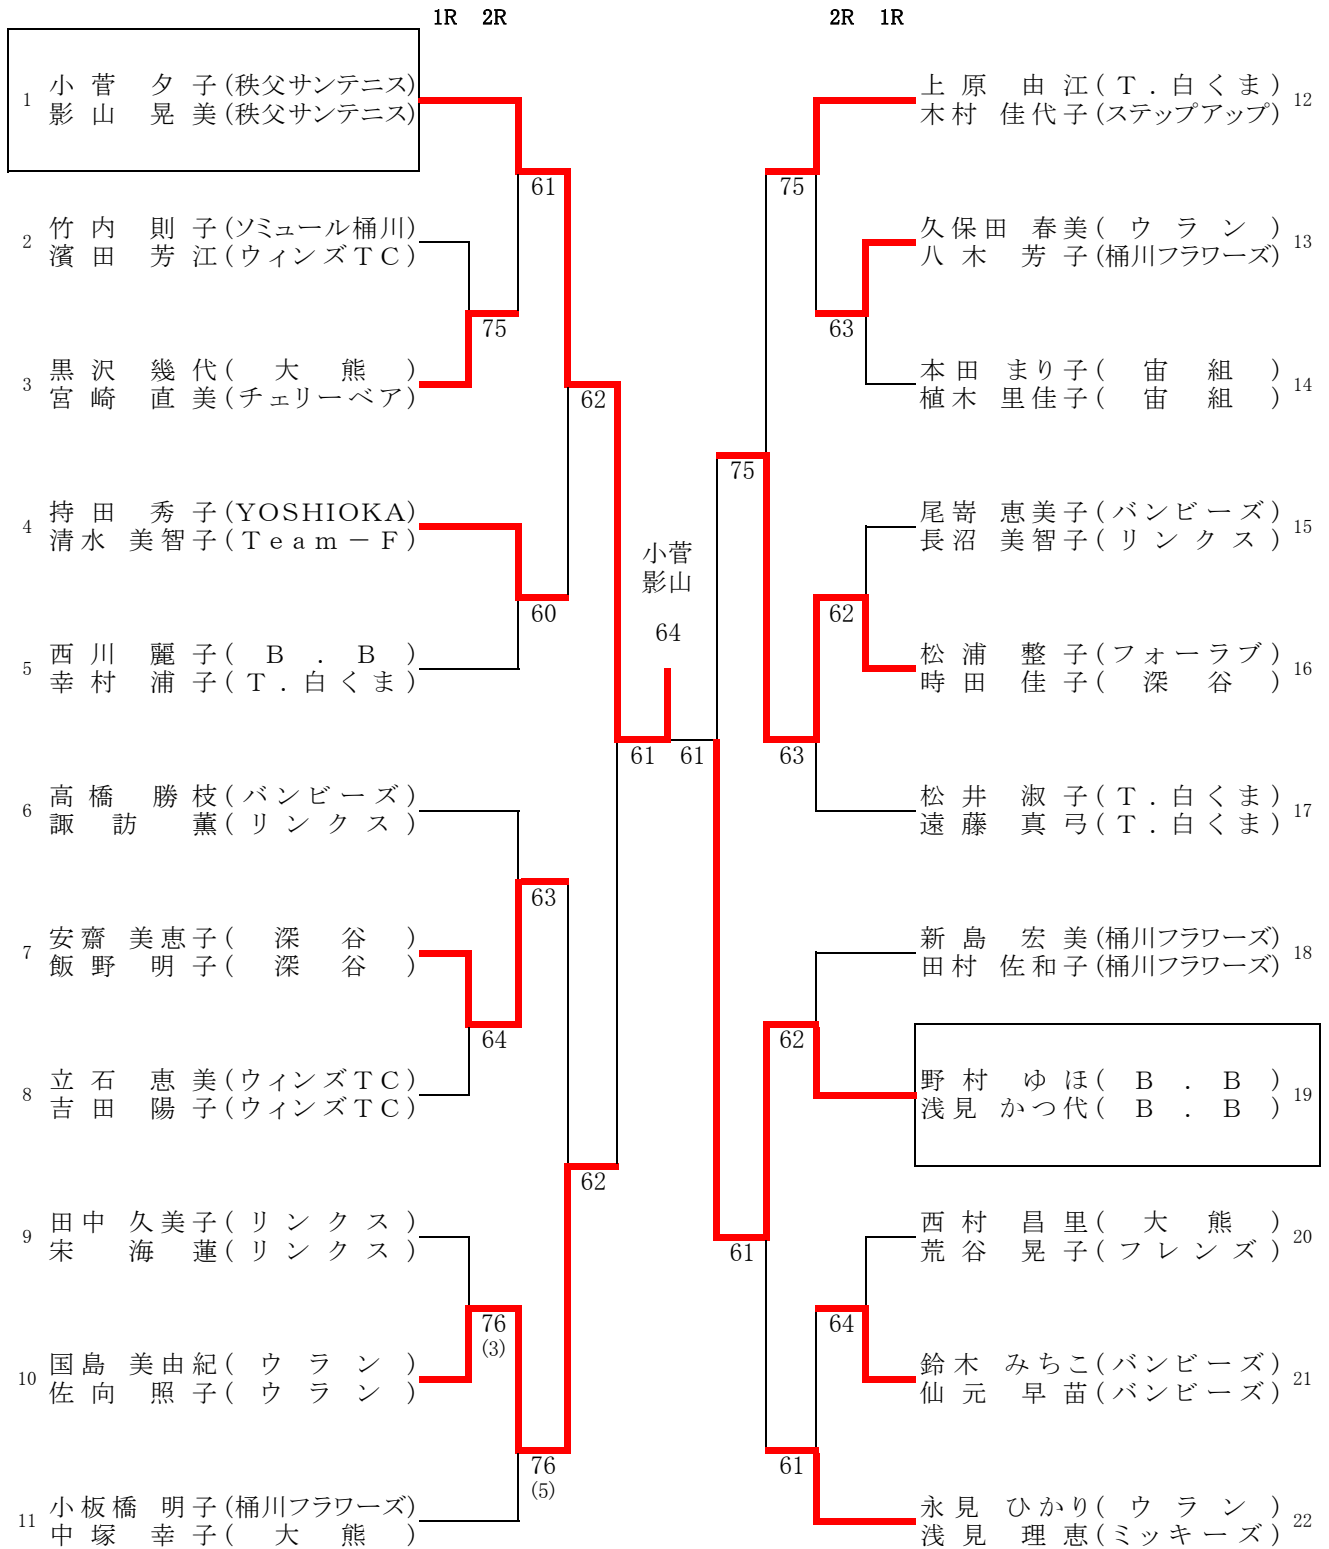 1R 2R
2R 1R
1 小菅 夕子(秩父サンテニス)
影山 晃美(秩父サンテニス)
2 竹内 則子(ソミュール桶川)
濱田 芳江(ウィンズTC)
3 黒沢 幾代(大熊)
宮崎 直美(チェリーベア)
4 持田 秀子(YOSHIOKA)
清水 美智子(Team－F)
5 西川 麗子(B.B)
幸村 浦子(T.白くま)
6 高橋 勝枝(バンビーズ)
諏訪 薫(リンクス)
7 安齋 美恵子(深谷)
飯野 明子(深谷)
8 立石 恵美(ウィンズTC)
吉田 陽子(ウィンズTC)
9 田中 久美子(リンクス)
宋 海蓮(リンクス)
10 国島 美由紀(ウラン)
佐向 照子(ウラン)
11 小板橋 明子(桶川フラワーズ)
中塚 幸子(大熊)
75
64
76
(3)
61
60
63
76
(5)
62
62
61
小菅
影山
64
61
75
61
75
63
62
61
63
62
64
上原 由江(T.白くま) 12
木村 佳代子(ステップアップ)
久保田 春美(ウラン) 13
八木 芳子(桶川フラワーズ)
本田 まり子(宙組) 14
植木 里佳子(宙組)
尾嵜 恵美子(バンビーズ) 15
長沼 美智子(リンクス)
松浦 整子(フォーラブ) 16
時田 佳子(深谷)
松井 淑子(T.白くま) 17
遠藤 真弓(T.白くま)
新島 宏美(桶川フラワーズ) 18
田村 佐和子(桶川フラワーズ)
野村 ゆほ(B.B) 19
浅見 かつ代(B.B)
西村 昌里(大熊) 20
荒谷 晃子(フレンズ)
鈴木 みちこ(バンビーズ) 21
仙元 早苗(バンビーズ)
永見 ひかり(ウラン) 22
浅見 理恵(ミッキーズ)